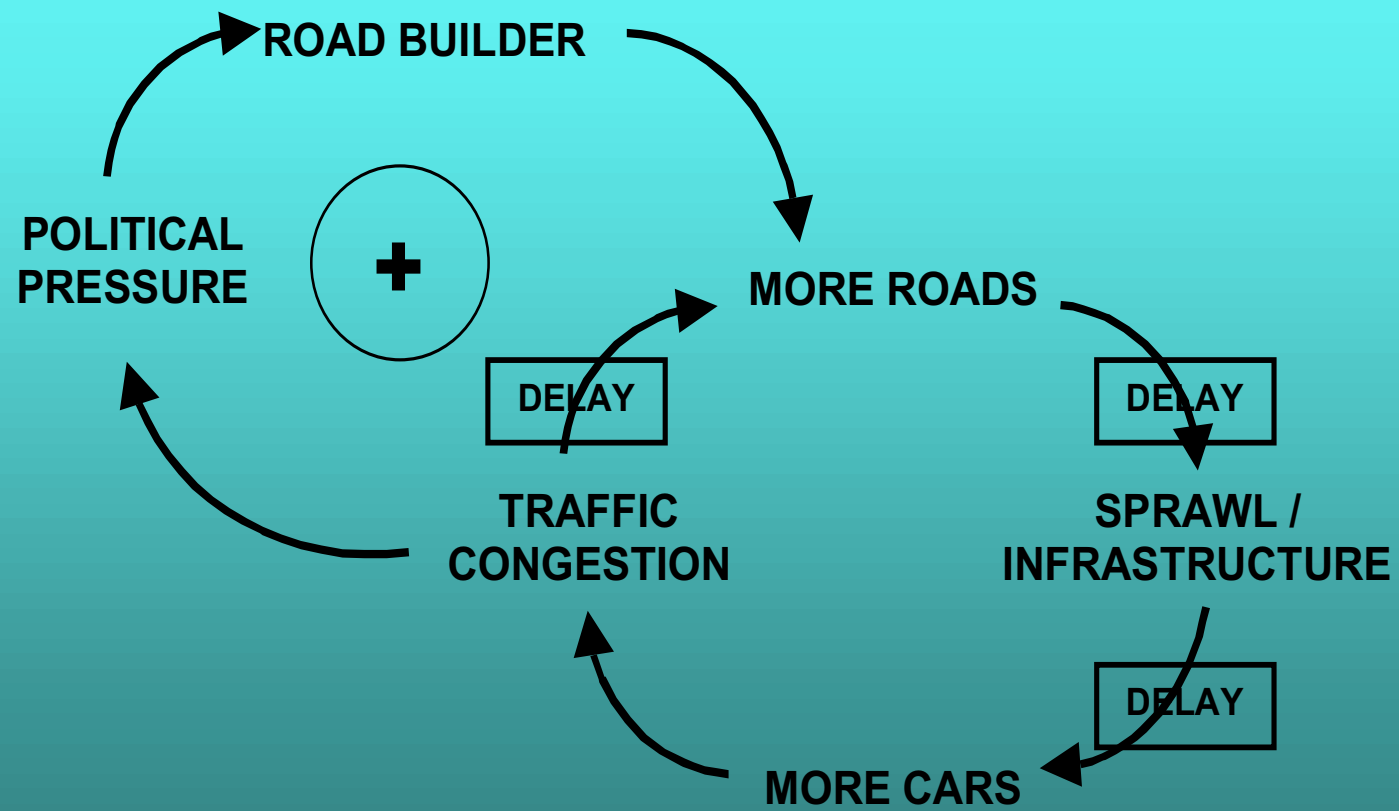 ROAD BUILDER
POLITICAL
PRESSURE
+
MORE ROADS
DELAY
DELAY
TRAFFIC
CONGESTION
SPRAWL /
INFRASTRUCTURE
DELAY
MORE CARS